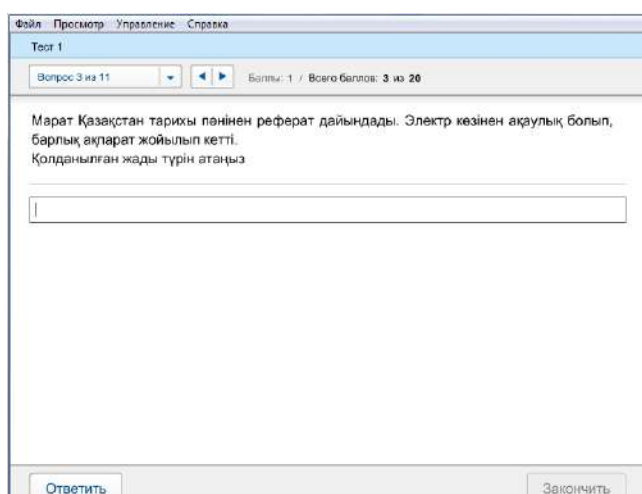 Файл Просмотр Управление Справка
Тест 1
Вопрос 3 из 11
Баллы: 1 / Всего баллов: 3 из 20
Марат Қазақстан тарихы пәнінен реферат дайындады. Электр көзінен ақаулық болып,
барлық ақпарат жойылып кетті.
Қолданылған жады түрін атаңыз
Ответить
Закончить